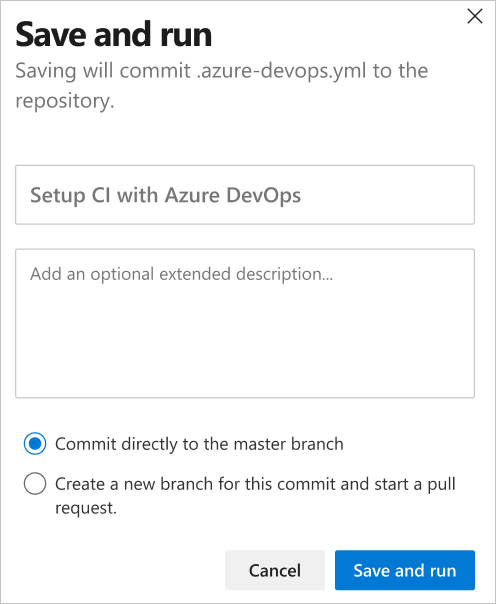 Save and run
Saving will commit .azure-devops.yml to the
repository.
Setup CI with Azure DevOps
Add an optional extended description...
Commit directly to the master branch
Create a new branch for this commit and start a pull
request.
Cancel
Save and run